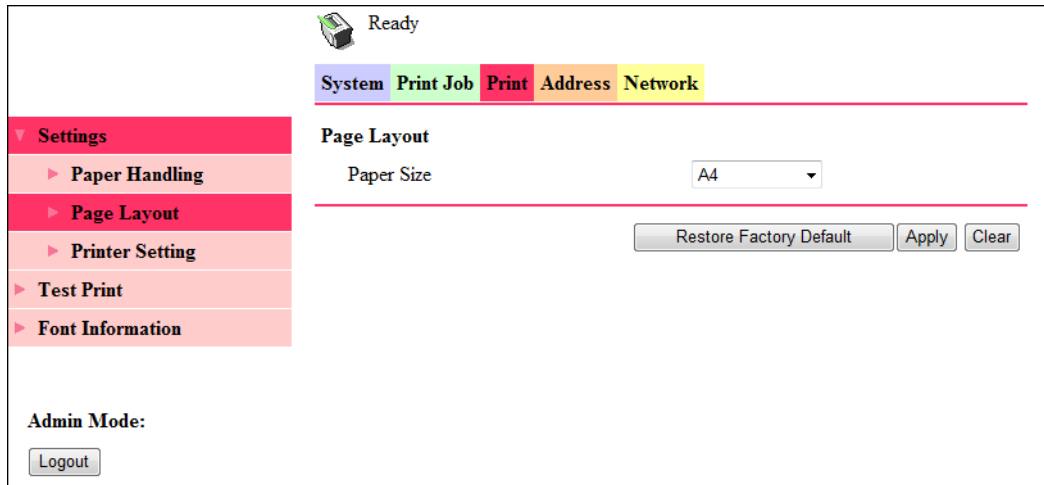 Ready
System Print Job Print Address Network
Settings
Paper Handling
Page Layout
Printer Setting
Test Print
Font Information
Admin Mode:
Logout
Page Layout
Paper Size A4
Restore Factory Default Apply Clear